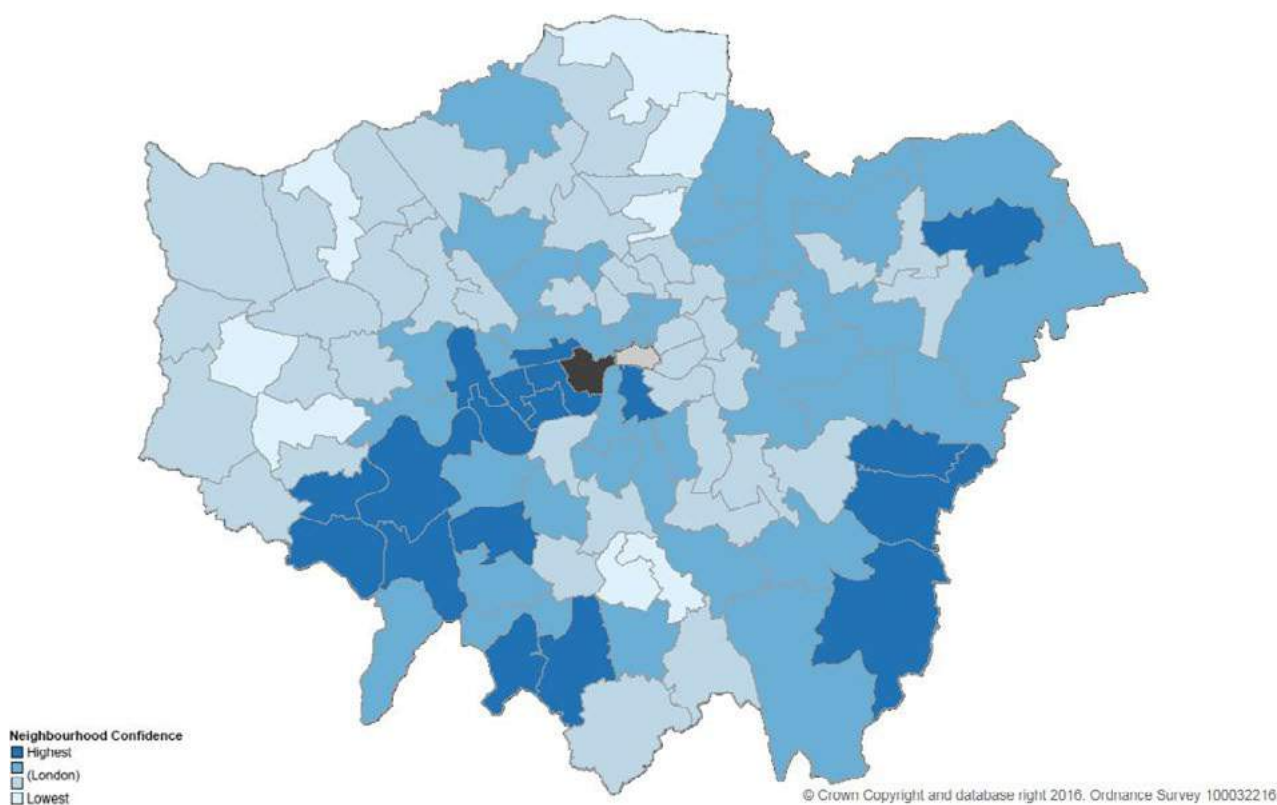 Neighbourhood Confidence
Highest
(London)
Lowest
© Crown Copyright and database right 2016. Ordnance Survey 100032216